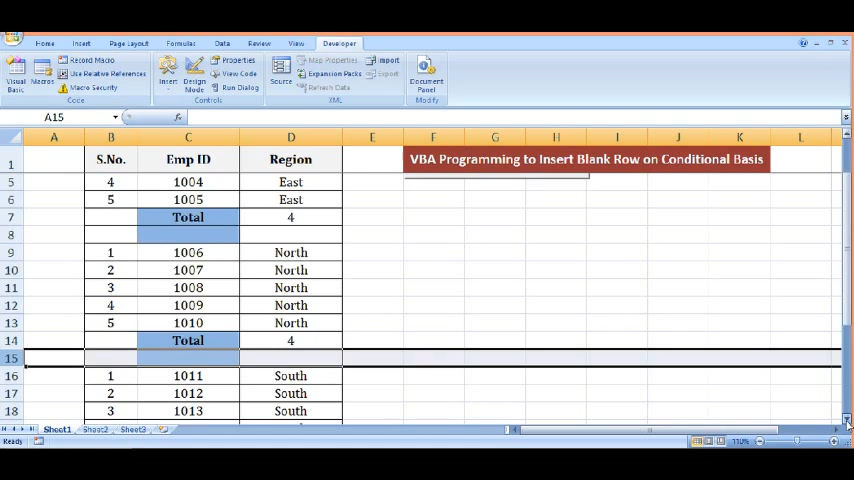 Home Insert Page Layout Formulas Data Review View Developer
Visual Basic
Macros
Record Macro
Use Relative References
Macro Security
Code
Insert
Design Mode
Properties
View Code
Run Dialog
Controls
Source
Map Properties
Expansion Packs
Refresh Data
Import
Export
XML
Document Panel
Modify
A15 fx
A B C D E F G H I J K L
1 S.No. Emp ID Region VBA Programming to Insert Blank Row on Conditional Basis
5 4 1004 East
6 5 1005 East
7 Total 4
8
9 1 1006 North
10 2 1007 North
11 3 1008 North
12 4 1009 North
13 5 1010 North
14 Total 4
15
16 1 1011 South
17 2 1012 South
18 3 1013 South
Sheet1 Sheet2 Sheet3
Ready 110%